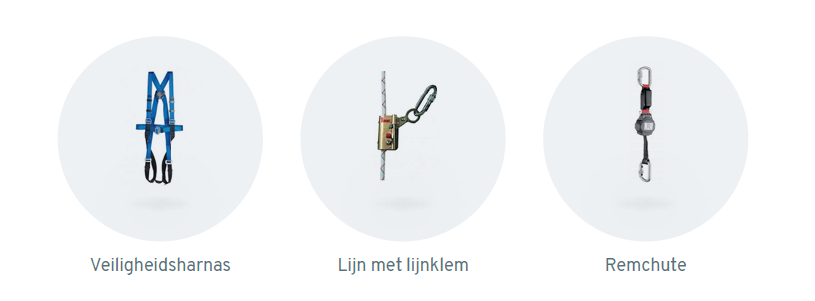 Veiligheidsharnas
Lijn met lijnklem
Remchute